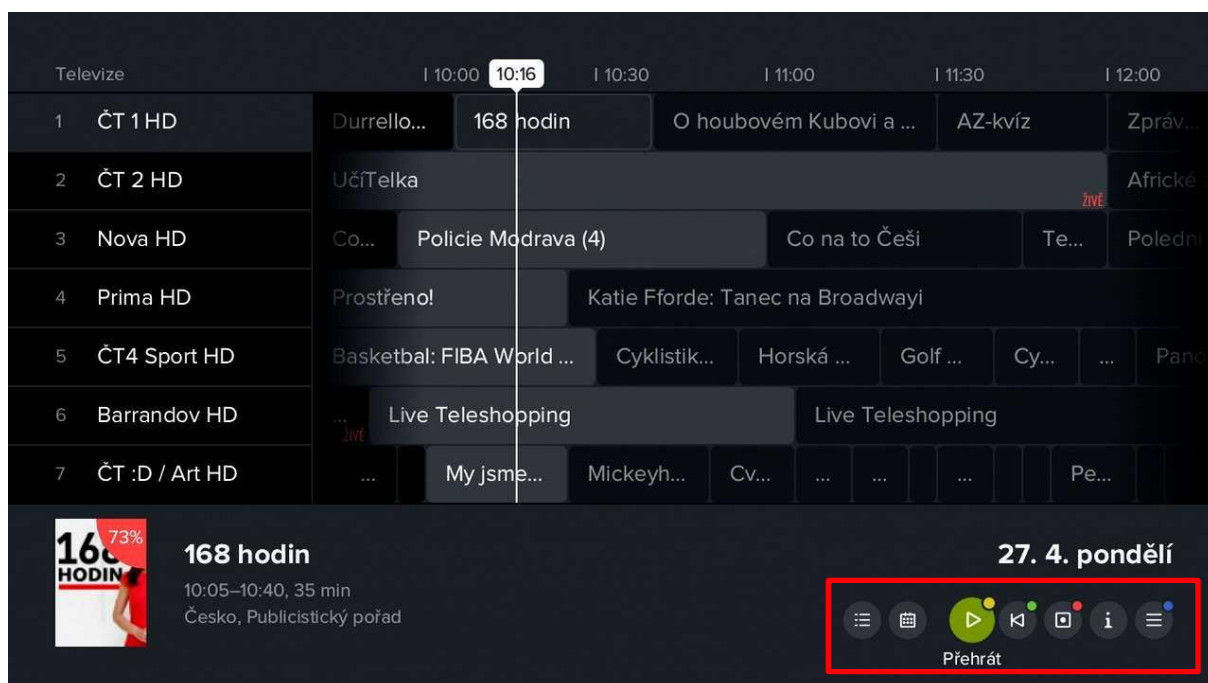 Televize 10:00 10:16 10:30 11:00 11:30 12:00
1 ČT 1 HD Durrello... 168 hodin O houbovém Kubovi a ... AZ-kvíz Zpráv...
2 ČT 2 HD UčíTelka ŽIVĚ Africké
3 Nova HD Co... Policie Modrava (4) Co na to Češi Te... Polední
4 Prima HD Prostřeno! Katie Fforde: Tanec na Broadwayi
5 ČT4 Sport HD Basketbal: FIBA World ... Cyklistik... Horská ... Golf ... Cy... ... Pano
6 Barrandov HD ... ŽIVĚ Live Teleshopping Live Teleshopping
7 ČT :D / Art HD ... My jsme... Mickeyh... Cv... ... ... ... Pe...
168 HODIN 73%
168 hodin
10:05–10:40, 35 min
Česko, Publicistický pořad
27. 4. pondělí
Přehrát